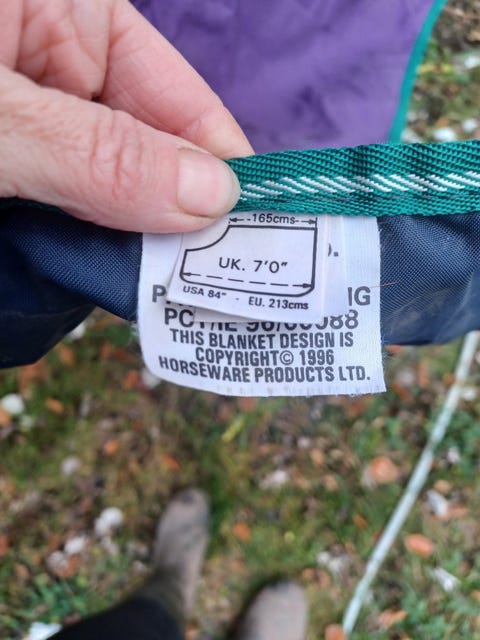 165cms
UK. 7'0"
USA 84" - EU. 213cms
THIS BLANKET DESIGN IS
COPYRIGHT© 1996
HORSEWARE PRODUCTS LTD.